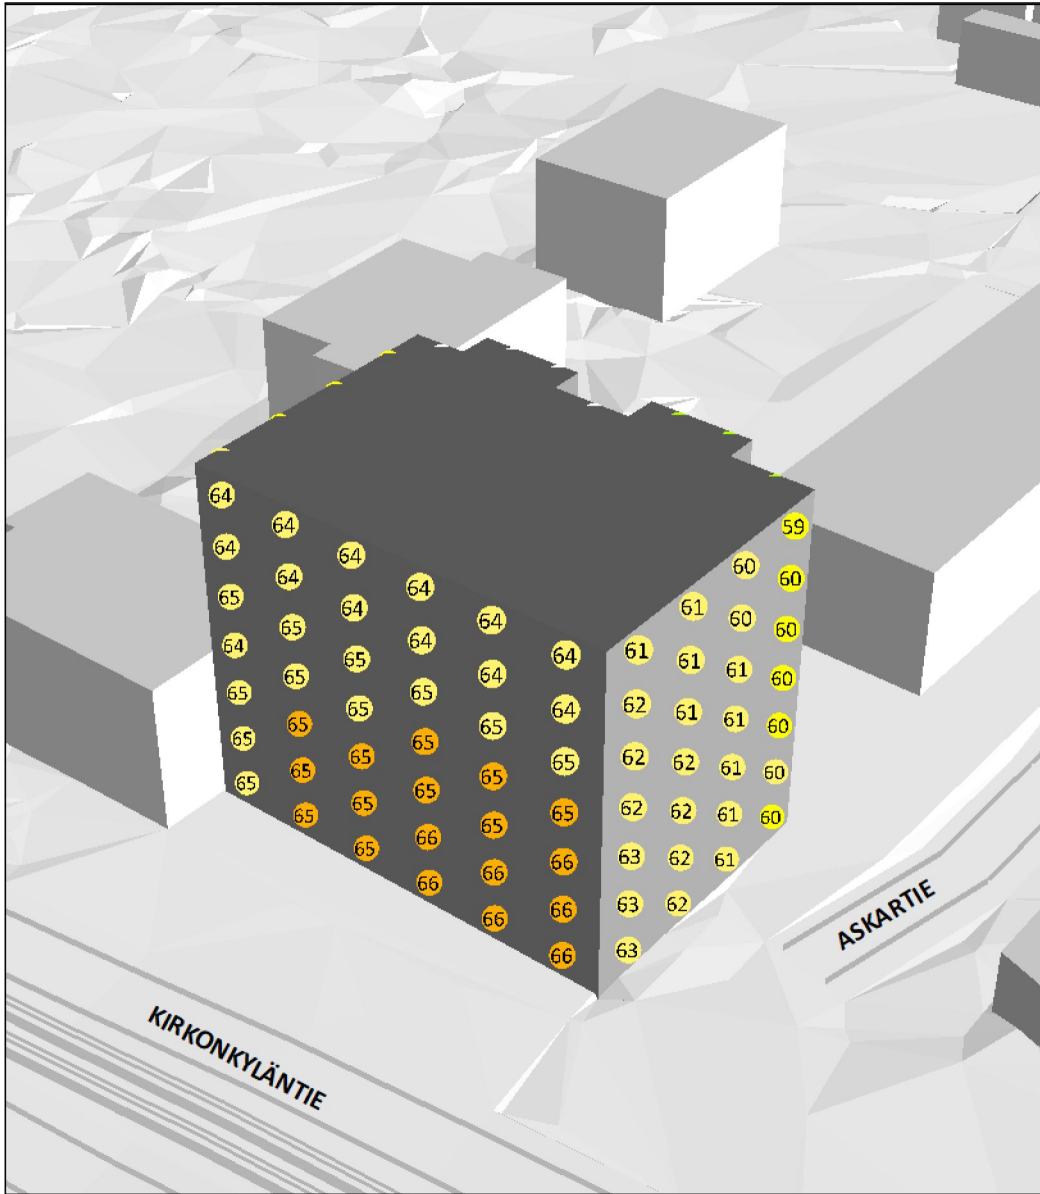 64 64 64 64 64 64 61 61 60 59
64 64 64 64 64 64 62 61 60 60
65 65 65 65 65 65 62 61 61 60
64 65 65 65 65 65 62 62 61 60
65 65 65 65 65 66 63 62 61 60
65 65 65 66 66 66 63 62 61 60
65 65 65 66 66 66 63 62 61 60
ASKARTIE
KIRKONKYLÄNTIE